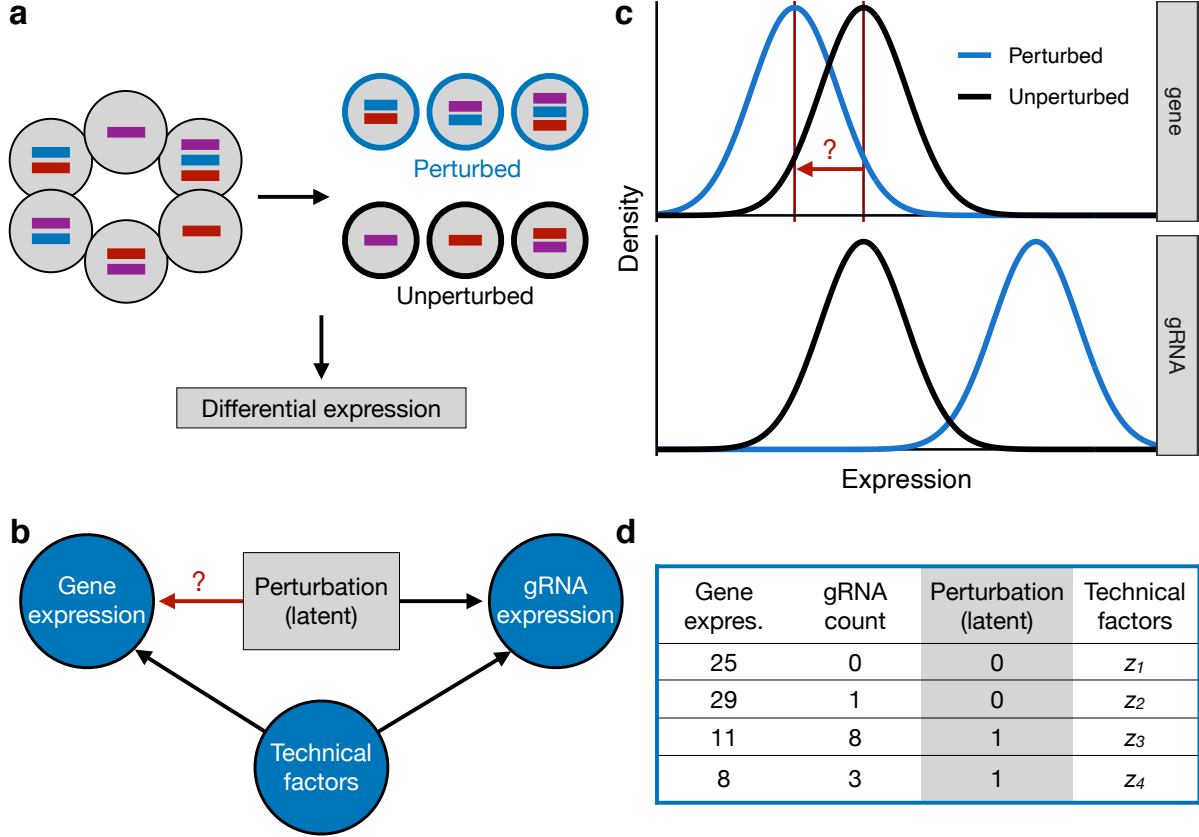 a
Perturbed
Unperturbed
Differential expression
b
Gene
expression
?
Perturbation
(latent)
gRNA
expression
Technical
factors
c
Perturbed
Unperturbed
?
gene
gRNA
Density
Expression
d
Gene expres. gRNA count Perturbation (latent) Technical factors
25 0 0 z1
29 1 0 z2
11 8 1 z3
8 3 1 z4